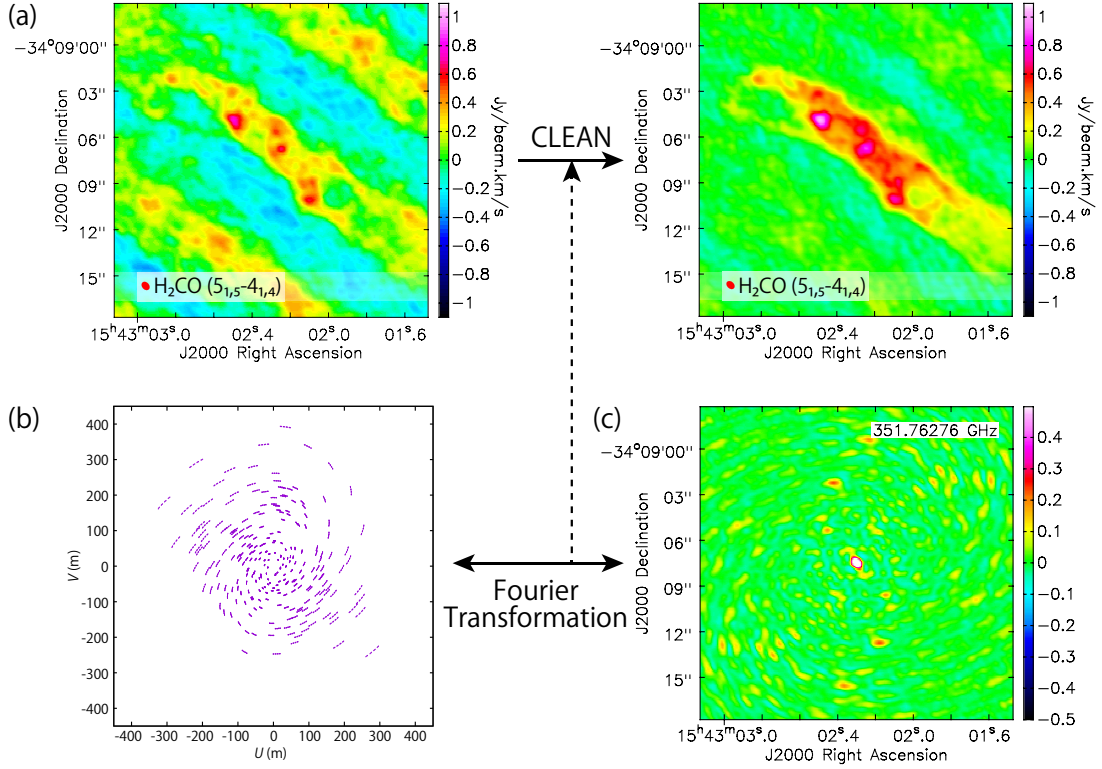 (a)
−34°09'00"
03"
06"
09"
12"
15"
J2000 Declination
15ʰ43ᵐ03ˢ.0
02ˢ.4
02ˢ.0
01ˢ.6
J2000 Right Ascension
H₂CO (5₁,₅-4₁,₄)
1
0.8
0.6
0.4
0.2
0
−0.2
−0.4
−0.6
−0.8
−1
Jy/beam.km/s
CLEAN
−34°09'00"
03"
06"
09"
12"
15"
J2000 Declination
15ʰ43ᵐ03ˢ.0
02ˢ.4
02ˢ.0
01ˢ.6
J2000 Right Ascension
H₂CO (5₁,₅-4₁,₄)
1
0.8
0.6
0.4
0.2
0
−0.2
−0.4
−0.6
−0.8
−1
Jy/beam.km/s
(b)
400
300
200
100
0
-100
-200
-300
-400
V (m)
-400 -300 -200 -100 0 100 200 300 400
U (m)
Fourier
Transformation
(c)
351.76276 GHz
−34°09'00"
03"
06"
09"
12"
15"
J2000 Declination
15ʰ43ᵐ03ˢ.0
02ˢ.4
02ˢ.0
01ˢ.6
J2000 Right Ascension
0.4
0.3
0.2
0.1
0
−0.1
−0.2
−0.3
−0.4
−0.5